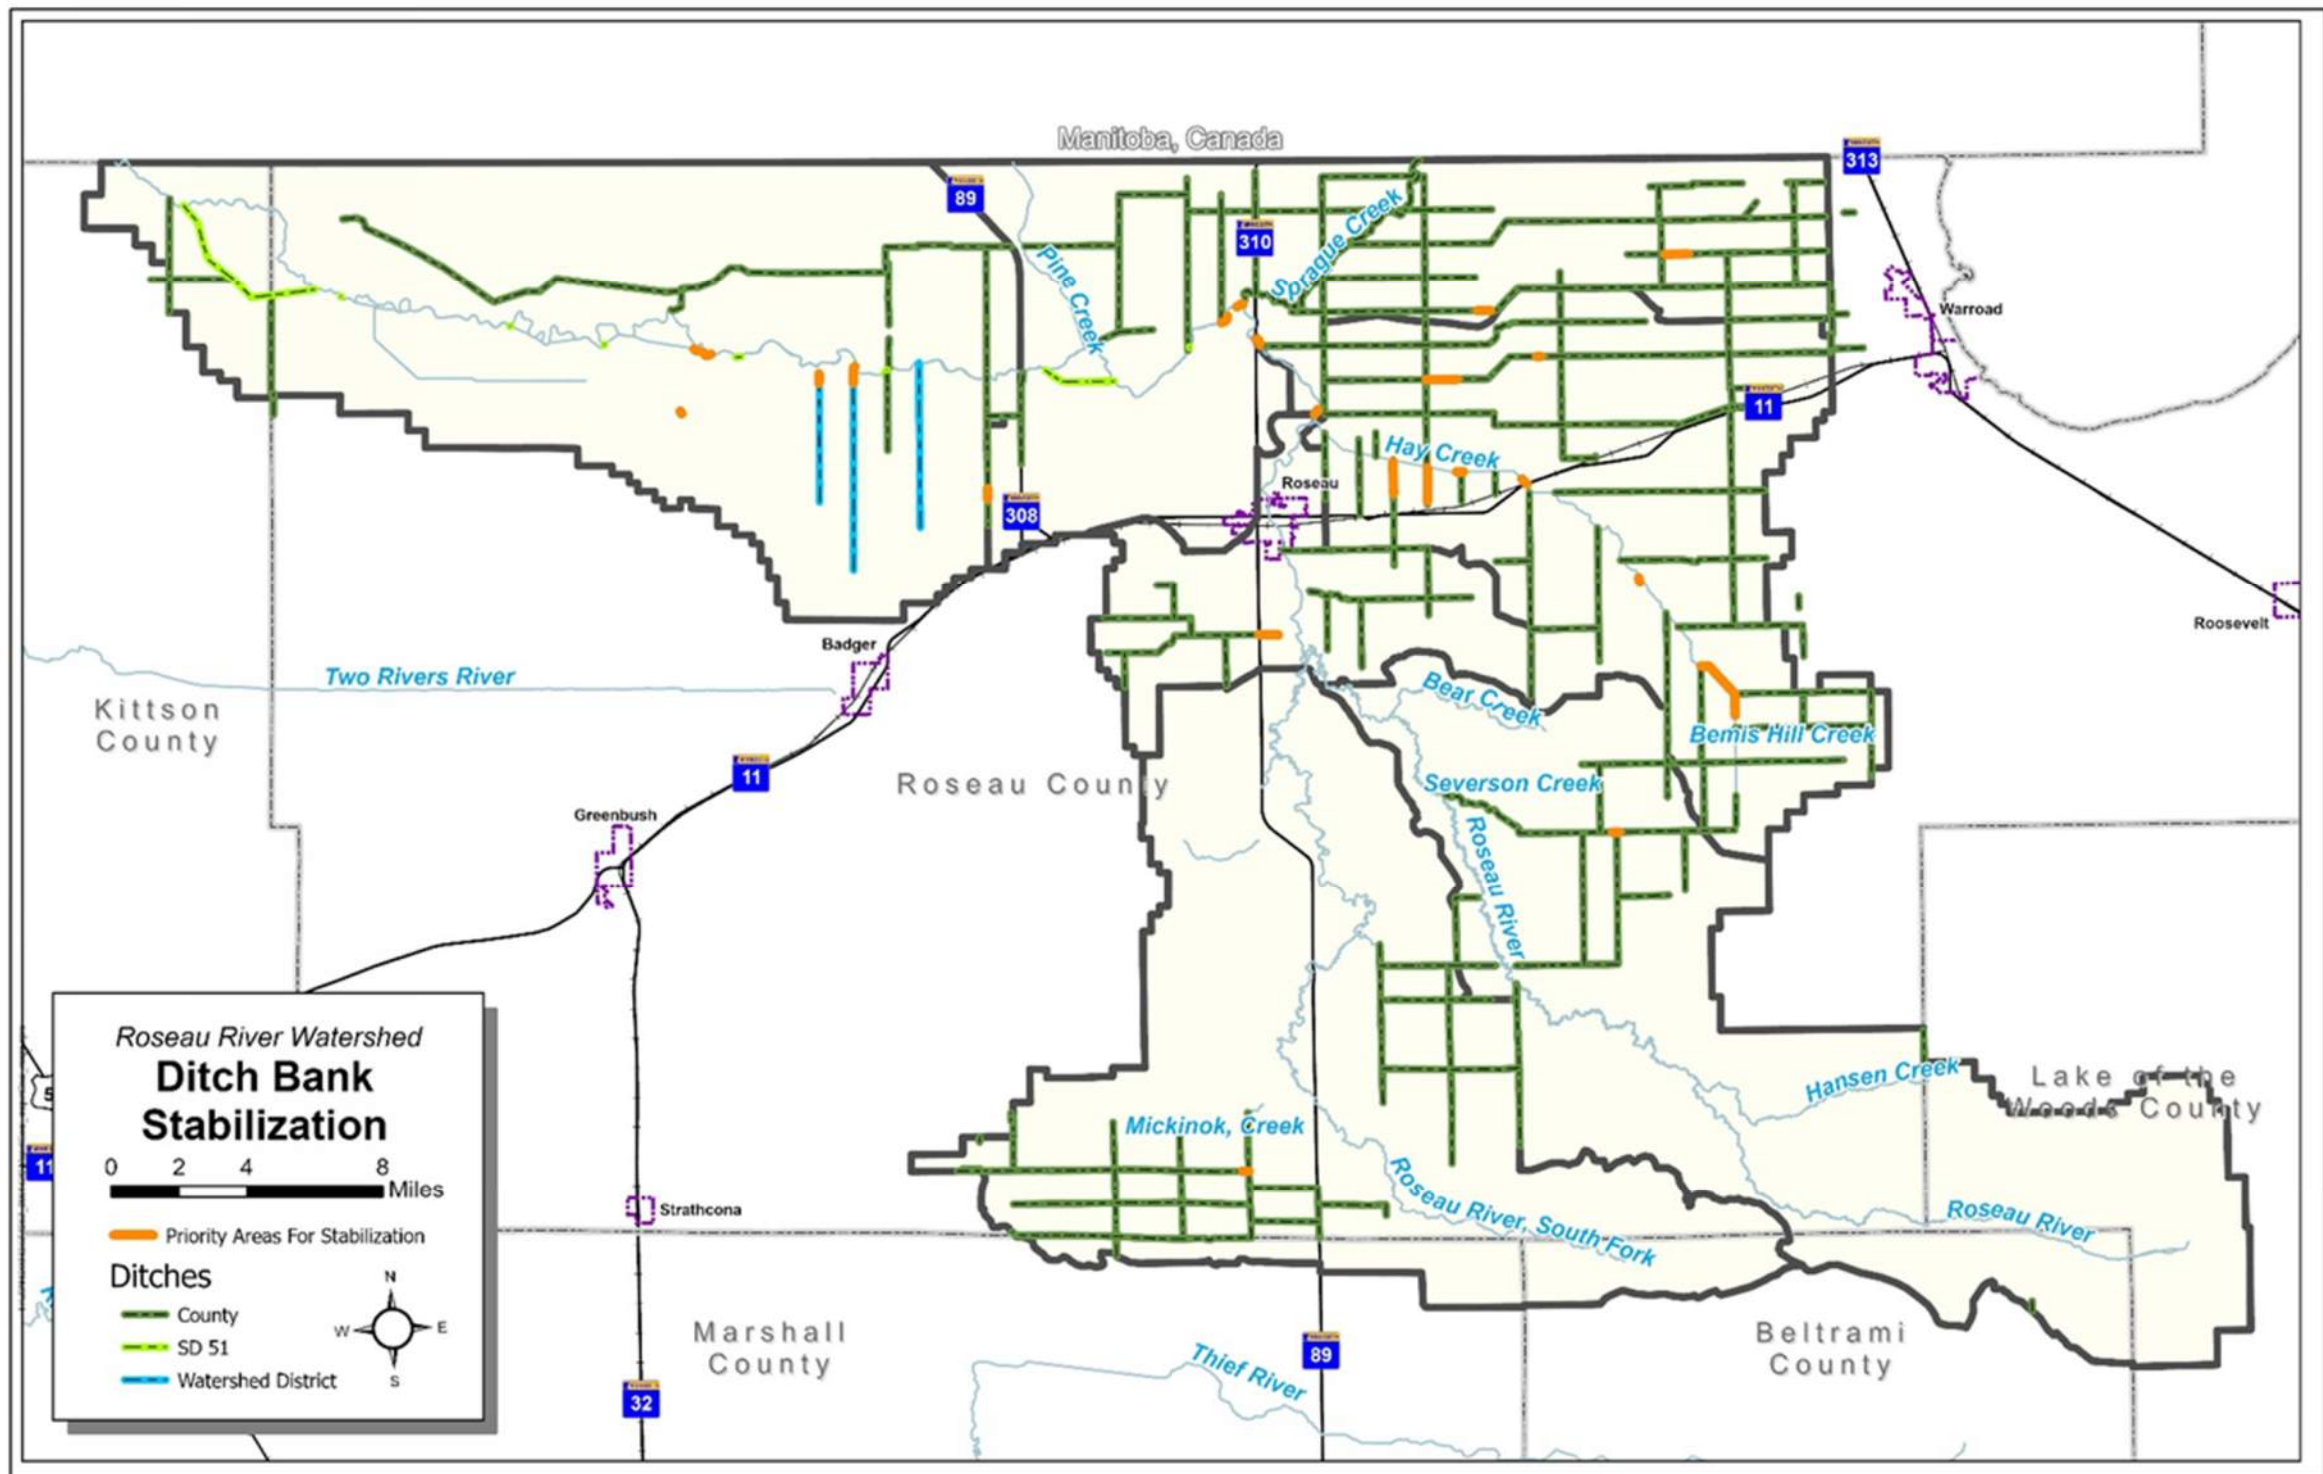 Manitoba, Canada
313
89
310
Sprague Creek
Pine Creek
Warroad
11
Hay Creek
Roseau
308
Roosevelt
Badger
Two Rivers River
Bear Creek
Kittson
County
Bemis Hill Creek
11
Roseau County
Severson Creek
Greenbush
Roseau River
Roseau River Watershed
Ditch Bank
Stabilization
0 2 4 8
Miles
Priority Areas For Stabilization
Ditches
County
SD 51
Watershed District
N
W E
S
5
11
Hansen Creek
Lake of the
Woods County
Mickinok, Creek
Roseau River, South Fork
Roseau River
Strathcona
Marshall
County
Beltrami
County
89
Thief River
32